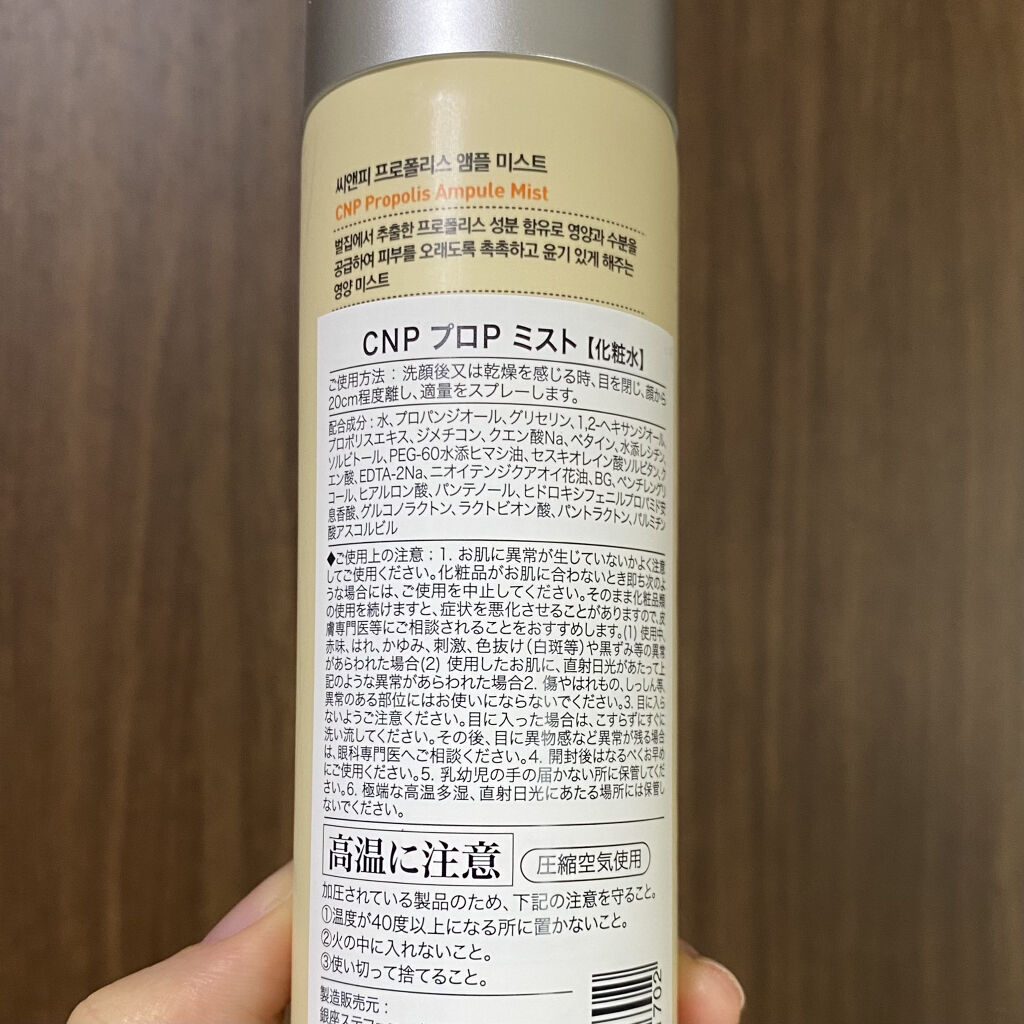 씨앤피 프로폴리스 앰플 미스트
CNP Propolis Ampule Mist
벌집에서 추출한 프로폴리스 성분 함유로 영양과 수분을
공급하여 피부를 오래도록 촉촉하고 윤기 있게 해주는
영양 미스트
CNP プロP ミスト【化粧水】
ご使用方法：洗顔後又は乾燥を感じる時、目を閉じ、顔から
20cm程度離し、適量をスプレーします。
配合成分：水、プロパンジオール、グリセリン、1,2-ヘキサンジオール、
プロポリスエキス、ジメチコン、クエン酸Na、ベタイン、水添レシチン、
ソルビトール、PEG-60水添ヒマシ油、セスキオレイン酸ソルビタン、ク
エン酸、EDTA-2Na、ニオイテンジクアオイ花油、BG、ペンチレングリ
コール、ヒアルロン酸、パンテノール、ヒドロキシフェニルプロパミド安
息香酸、グルコノラクトン、ラクトビオン酸、パントラクトン、パルミチン
酸アスコルビル
◆ご使用上の注意：1. お肌に異常が生じていないかよく注意
してご使用ください。化粧品がお肌に合わないとき即ち次のよ
うな場合には、ご使用を中止してください。そのまま化粧品類
の使用を続けますと、症状を悪化させることがありますので、皮
膚専門医等にご相談されることをおすすめします。(1) 使用中、
赤味、はれ、かゆみ、刺激、色抜け（白斑等）や黒ずみ等の異常
があらわれた場合(2) 使用したお肌に、直射日光があたって上
記のような異常があらわれた場合2. 傷やはれもの、しっしん等、
異常のある部位にはお使いにならないでください。3. 目に入ら
ないようご注意ください。目に入った場合は、こすらずにすぐに
洗い流してください。その後、目に異物感など異常が残る場合
は、眼科専門医へご相談ください。4. 開封後はなるべくお早め
にご使用ください。5. 乳幼児の手の届かない所に保管してくだ
さい。6. 極端な高温多湿、直射日光にあたる場所には保管し
ないでください。
高温に注意
圧縮空気使用
加圧されている製品のため、下記の注意を守ること。
①温度が40度以上になる所に置かないこと。
②火の中に入れないこと。
③使い切って捨てること。
製造販売元：
銀座ステファ
1702